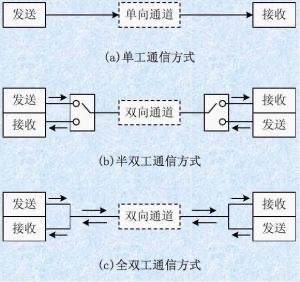 发送 单向通道 接收
(a)单工通信方式
发送 接收
双向通道
接收 发送
(b)半双工通信方式
发送 接收
双向通道
接收 发送
(c)全双工通信方式